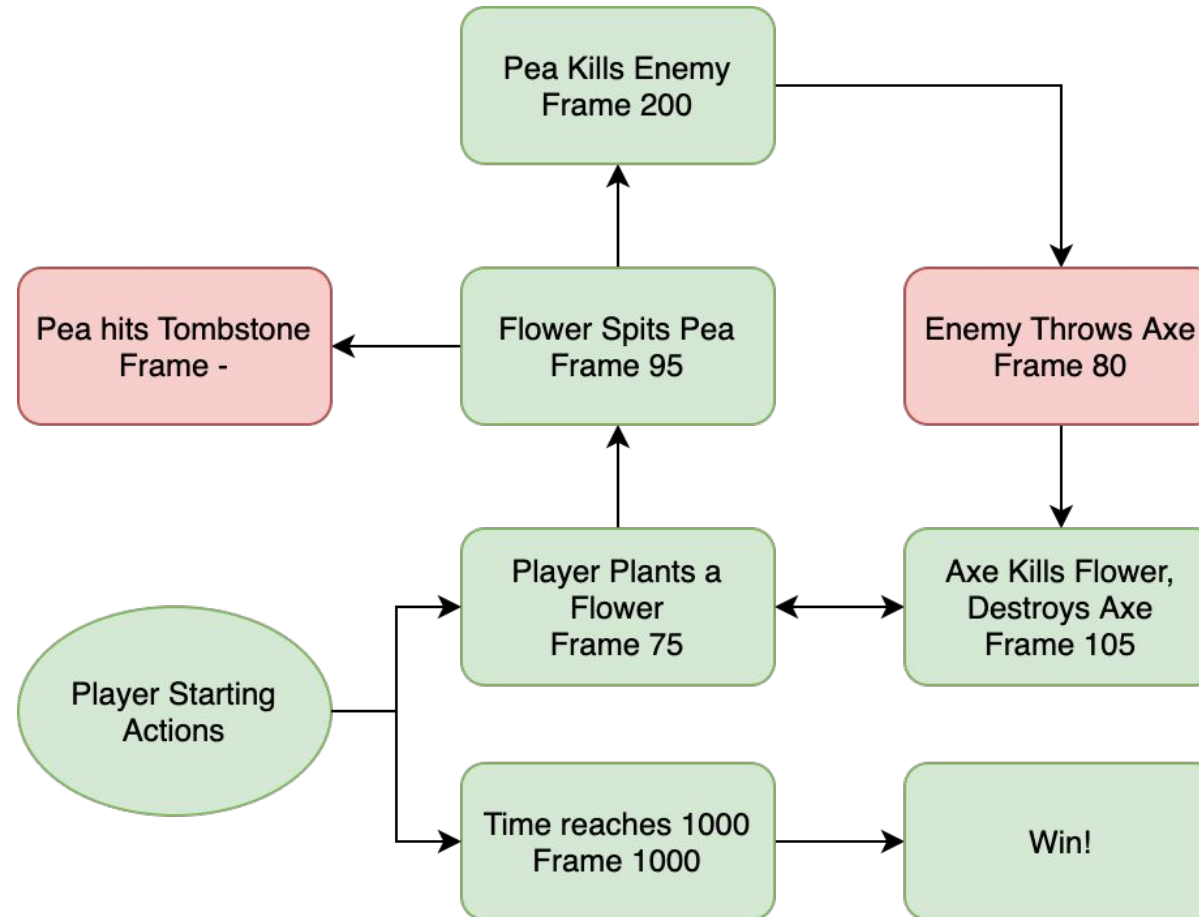 Pea Kills Enemy
Frame 200
Pea hits Tombstone
Frame -
Flower Spits Pea
Frame 95
Enemy Throws Axe
Frame 80
Player Plants a
Flower
Frame 75
Axe Kills Flower,
Destroys Axe
Frame 105
Player Starting
Actions
Time reaches 1000
Frame 1000
Win!